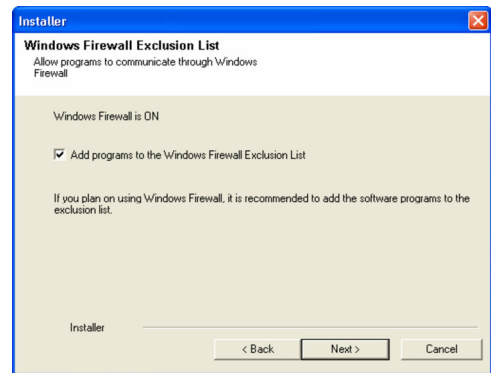 Installer
Windows Firewall Exclusion List
Allow programs to communicate through Windows
Firewall
Windows Firewall is ON
Add programs to the Windows Firewall Exclusion List
If you plan on using Windows Firewall, it is recommended to add the software programs to the
exclusion list.
Installer
< Back
Next >
Cancel